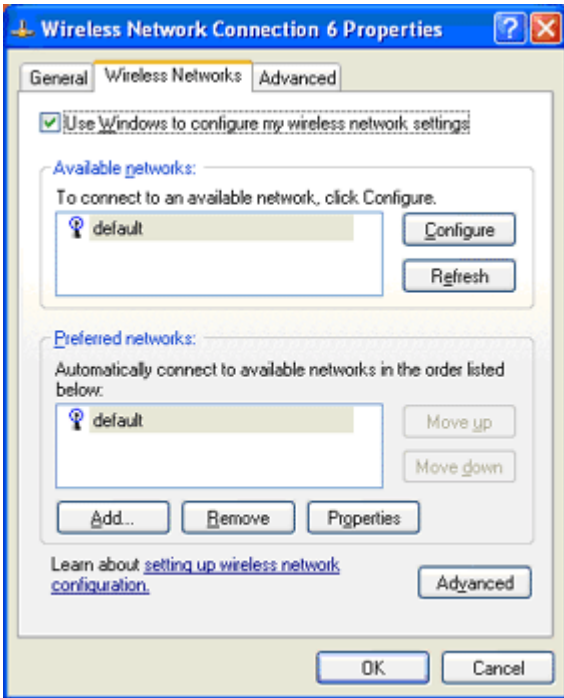 Wireless Network Connection 6 Properties
General Wireless Networks Advanced
Use Windows to configure my wireless network settings
Available networks:
To connect to an available network, click Configure.
default
Configure
Refresh
Preferred networks:
Automatically connect to available networks in the order listed
below:
default
Move up
Move down
Add... Remove Properties
Learn about setting up wireless network
configuration.
Advanced
OK Cancel